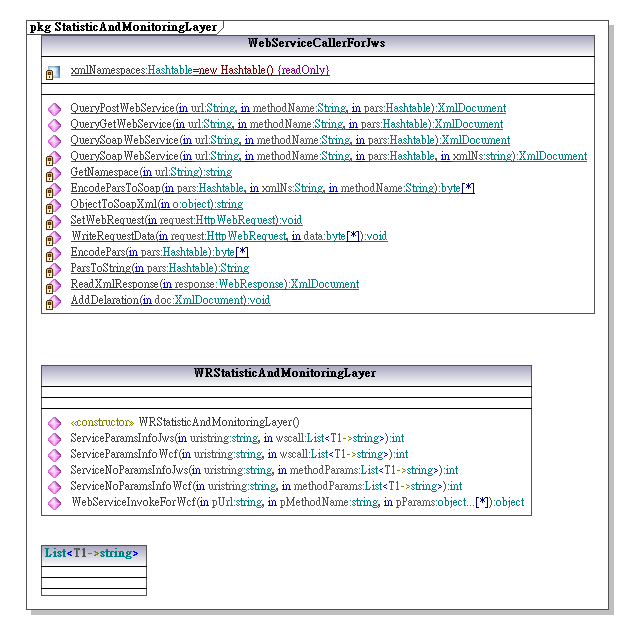 pkg StatisticAndMonitoringLayer
WebServiceCallerForJws
xmlNamespaces:Hashtable=new Hashtable() {readOnly}
QueryPostWebService(in url:String, in methodName:String, in pars:Hashtable):XmlDocument
QueryGetWebService(in url:String, in methodName:String, in pars:Hashtable):XmlDocument
QuerySoapWebService(in url:String, in methodName:String, in pars:Hashtable):XmlDocument
QuerySoapWebService(in url:String, in methodName:String, in pars:Hashtable, in xmlNs:string):XmlDocument
GetNamespace(in url:String):string
EncodeParsToSoap(in pars:Hashtable, in xmlNs:String, in methodName:String):byte[*]
ObjectToSoapXml(in o:object):string
SetWebRequest(in request:HttpWebRequest):void
WriteRequestData(in request:HttpWebRequest, in data:byte[*]):void
EncodePars(in pars:Hashtable):byte[*]
ParsToString(in pars:Hashtable):String
ReadXmlResponse(in response:WebResponse):XmlDocument
AddDelaration(in doc:XmlDocument):void
WRStatisticAndMonitoringLayer
«constructor» WRStatisticAndMonitoringLayer()
ServiceParamsInfoJws(in uristring:string, in wscall:List<T1->string>):int
ServiceParamsInfoWcf(in uristring:string, in wscall:List<T1->string>):int
ServiceNoParamsInfoJws(in uristring:string, in methodParams:List<T1->string>):int
ServiceNoParamsInfoWcf(in uristring:string, in methodParams:List<T1->string>):int
WebServiceInvokeForWcf(in pUrl:string, in pMethodName:string, in pParams:object...[*]):object
List<T1->string>